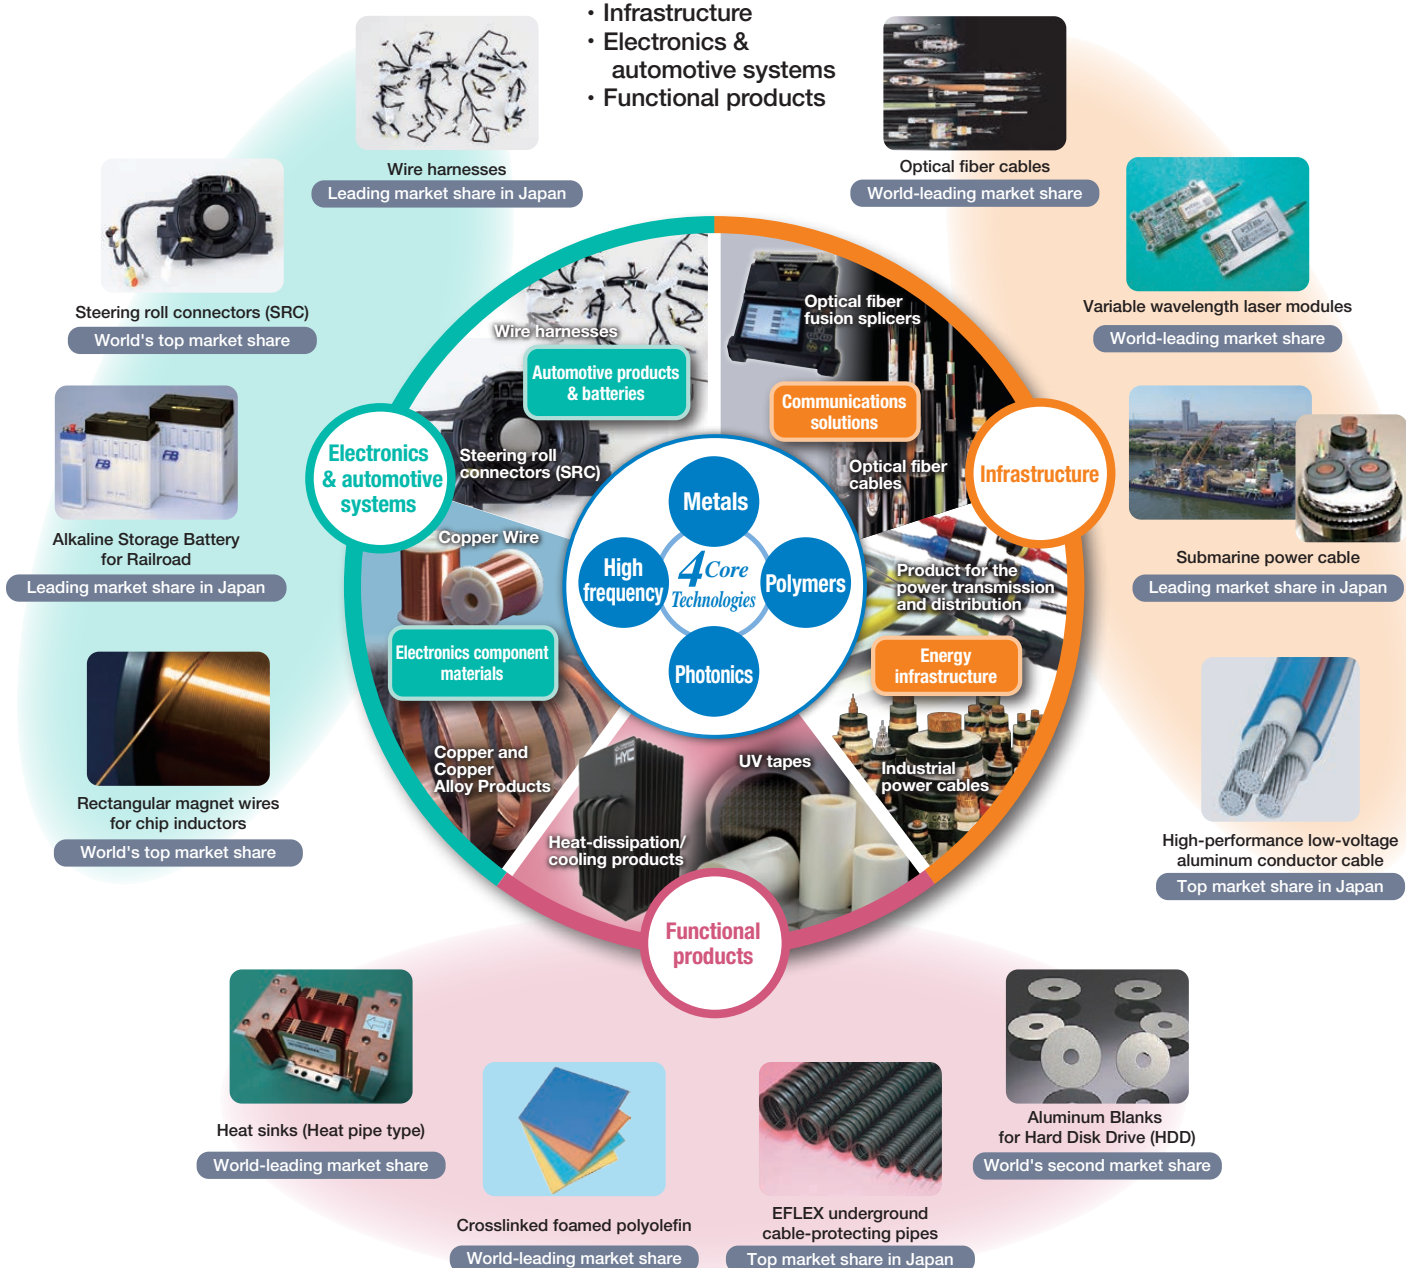 ・Infrastructure
・Electronics &
automotive systems
・Functional products
Wire harnesses
Leading market share in Japan
Optical fiber cables
World-leading market share
Steering roll connectors (SRC)
World's top market share
Variable wavelength laser modules
World-leading market share
Alkaline Storage Battery
for Railroad
Leading market share in Japan
Submarine power cable
Leading market share in Japan
Rectangular magnet wires
for chip inductors
World's top market share
High-performance low-voltage
aluminum conductor cable
Top market share in Japan
Wire harnesses
Automotive products
& batteries
Steering roll
connectors (SRC)
Electronics
& automotive
systems
Copper Wire
Electronics component
materials
Copper and
Copper
Alloy Products
Optical fiber
fusion splicers
Communications
solutions
Optical fiber
cables
Infrastructure
Product for the
power transmission
and distribution
Energy
infrastructure
Industrial
power cables
Metals
High
frequency
4 Core
Technologies
Polymers
Photonics
HYC
UV tapes
Heat-dissipation/
cooling products
Functional
products
Heat sinks (Heat pipe type)
World-leading market share
Crosslinked foamed polyolefin
World-leading market share
EFLEX underground
cable-protecting pipes
Top market share in Japan
Aluminum Blanks
for Hard Disk Drive (HDD)
World's second market share